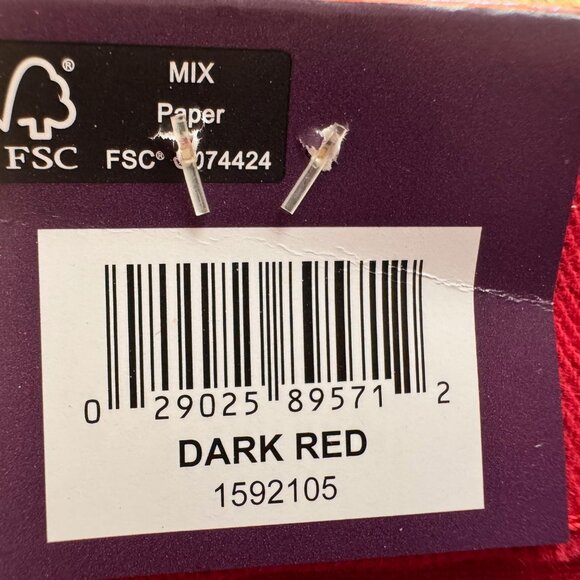 MIX
Paper
FSC
FSC® 074424
0 29025 89571 2
DARK RED
1592105